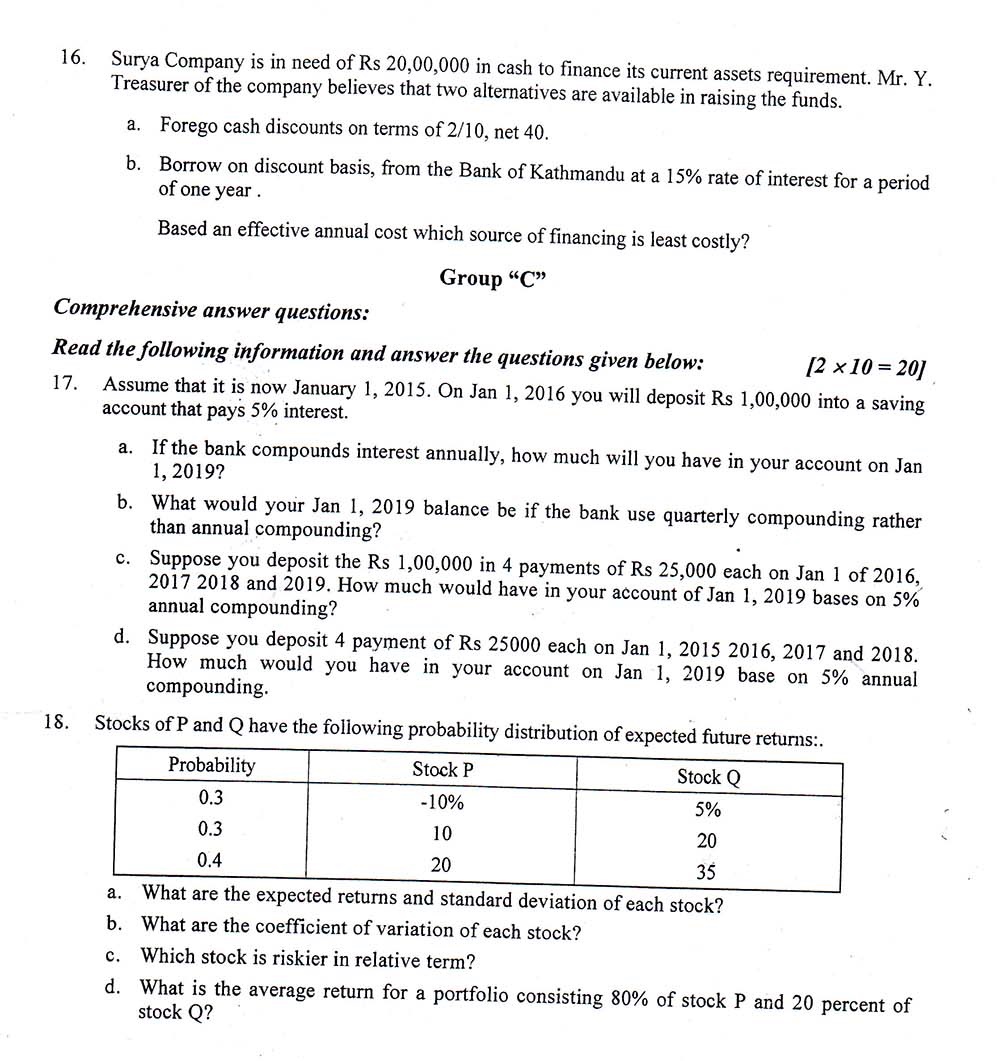 16. Surya Company is in need of Rs 20,00,000 in cash to finance its current assets requirement. Mr. Y.
Treasurer of the company believes that two alternatives are available in raising the funds.
a. Forego cash discounts on terms of 2/10, net 40.
b. Borrow on discount basis, from the Bank of Kathmandu at a 15% rate of interest for a period
of one year .
Based an effective annual cost which source of financing is least costly?
Group “C”
Comprehensive answer questions:
Read the following information and answer the questions given below: [2 × 10 = 20]
17. Assume that it is now January 1, 2015. On Jan 1, 2016 you will deposit Rs 1,00,000 into a saving
account that pays 5% interest.
a. If the bank compounds interest annually, how much will you have in your account on Jan
1, 2019?
b. What would your Jan 1, 2019 balance be if the bank use quarterly compounding rather
than annual compounding?
c. Suppose you deposit the Rs 1,00,000 in 4 payments of Rs 25,000 each on Jan 1 of 2016,
2017 2018 and 2019. How much would have in your account of Jan 1, 2019 bases on 5%
annual compounding?
d. Suppose you deposit 4 payment of Rs 25000 each on Jan 1, 2015 2016, 2017 and 2018.
How much would you have in your account on Jan 1, 2019 base on 5% annual
compounding.
18. Stocks of P and Q have the following probability distribution of expected future returns:.
Probability Stock P Stock Q
0.3 -10% 5%
0.3 10 20
0.4 20 35
a. What are the expected returns and standard deviation of each stock?
b. What are the coefficient of variation of each stock?
c. Which stock is riskier in relative term?
d. What is the average return for a portfolio consisting 80% of stock P and 20 percent of
stock Q?